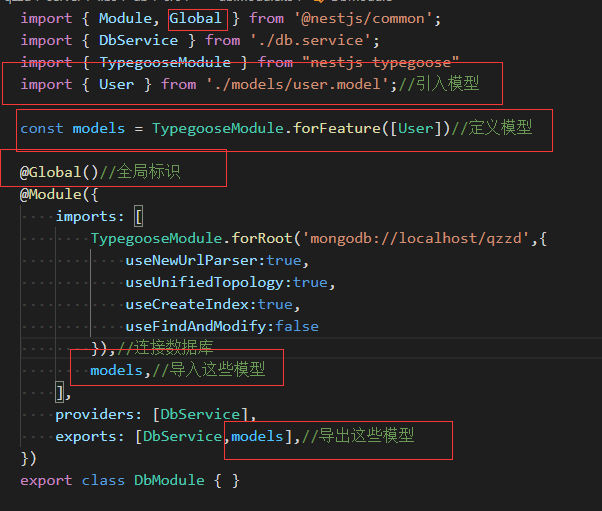 import { Module, Global } from '@nestjs/common';
import { DbService } from './db.service';
import { TypegooseModule } from "nestjs-typegoose"
import { User } from './models/user.model';//引入模型
const models = TypegooseModule.forFeature([User])//定义模型
@Global()//全局标识
@Module({
imports: [
TypegooseModule.forRoot('mongodb://localhost/qzzd',{
useNewUrlParser:true,
useUnifiedTopology:true,
useCreateIndex:true,
useFindAndModify:false
}),//连接数据库
models,//导入这些模型
],
providers: [DbService],
exports: [DbService,models],//导出这些模型
})
export class DbModule { }